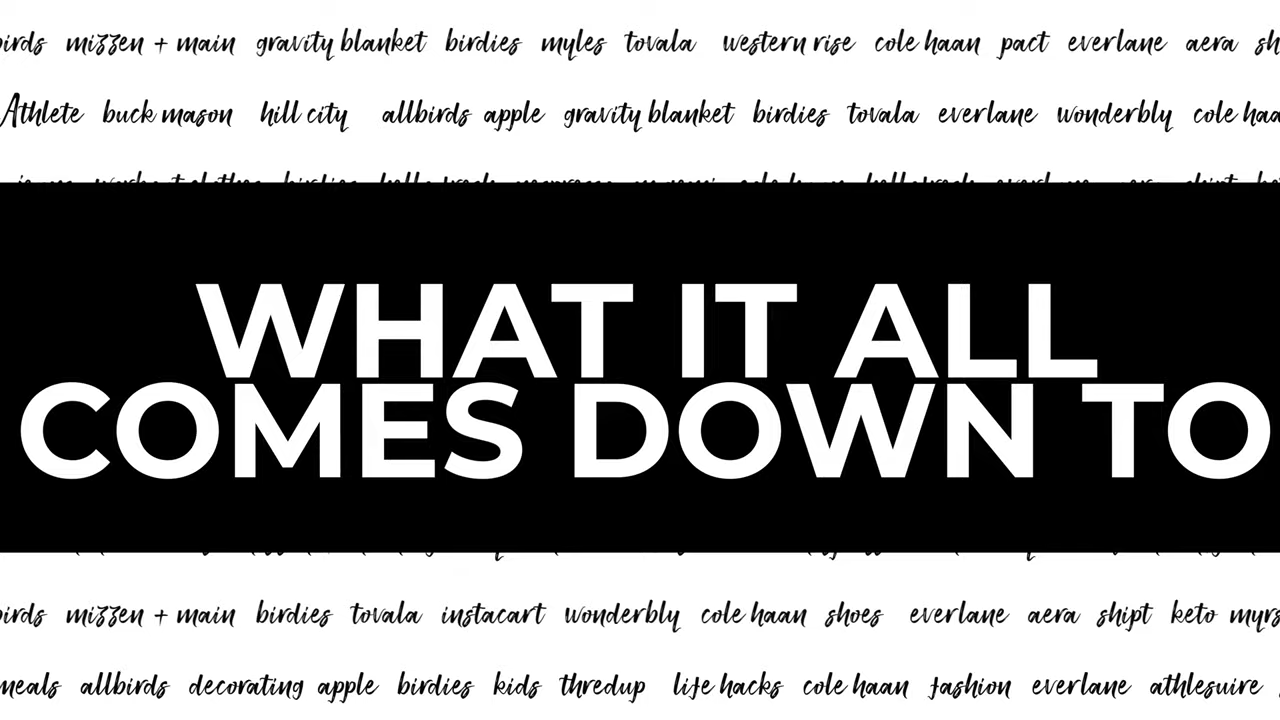 birds mizzen + main gravity blanket birdies myles tovala western rise cole haan pact everlane aera sh
Athlete buck mason hill city allbirds apple gravity blanket birdies tovala everlane wonderbly cole haa
WHAT IT ALL
COMES DOWN TO
birds mizzen + main birdies tovala instacart wonderbly cole haan shoes everlane aera shipt keto myrs
meals allbirds decorating apple birdies kids thredup life hacks cole haan fashion everlane athlesuire